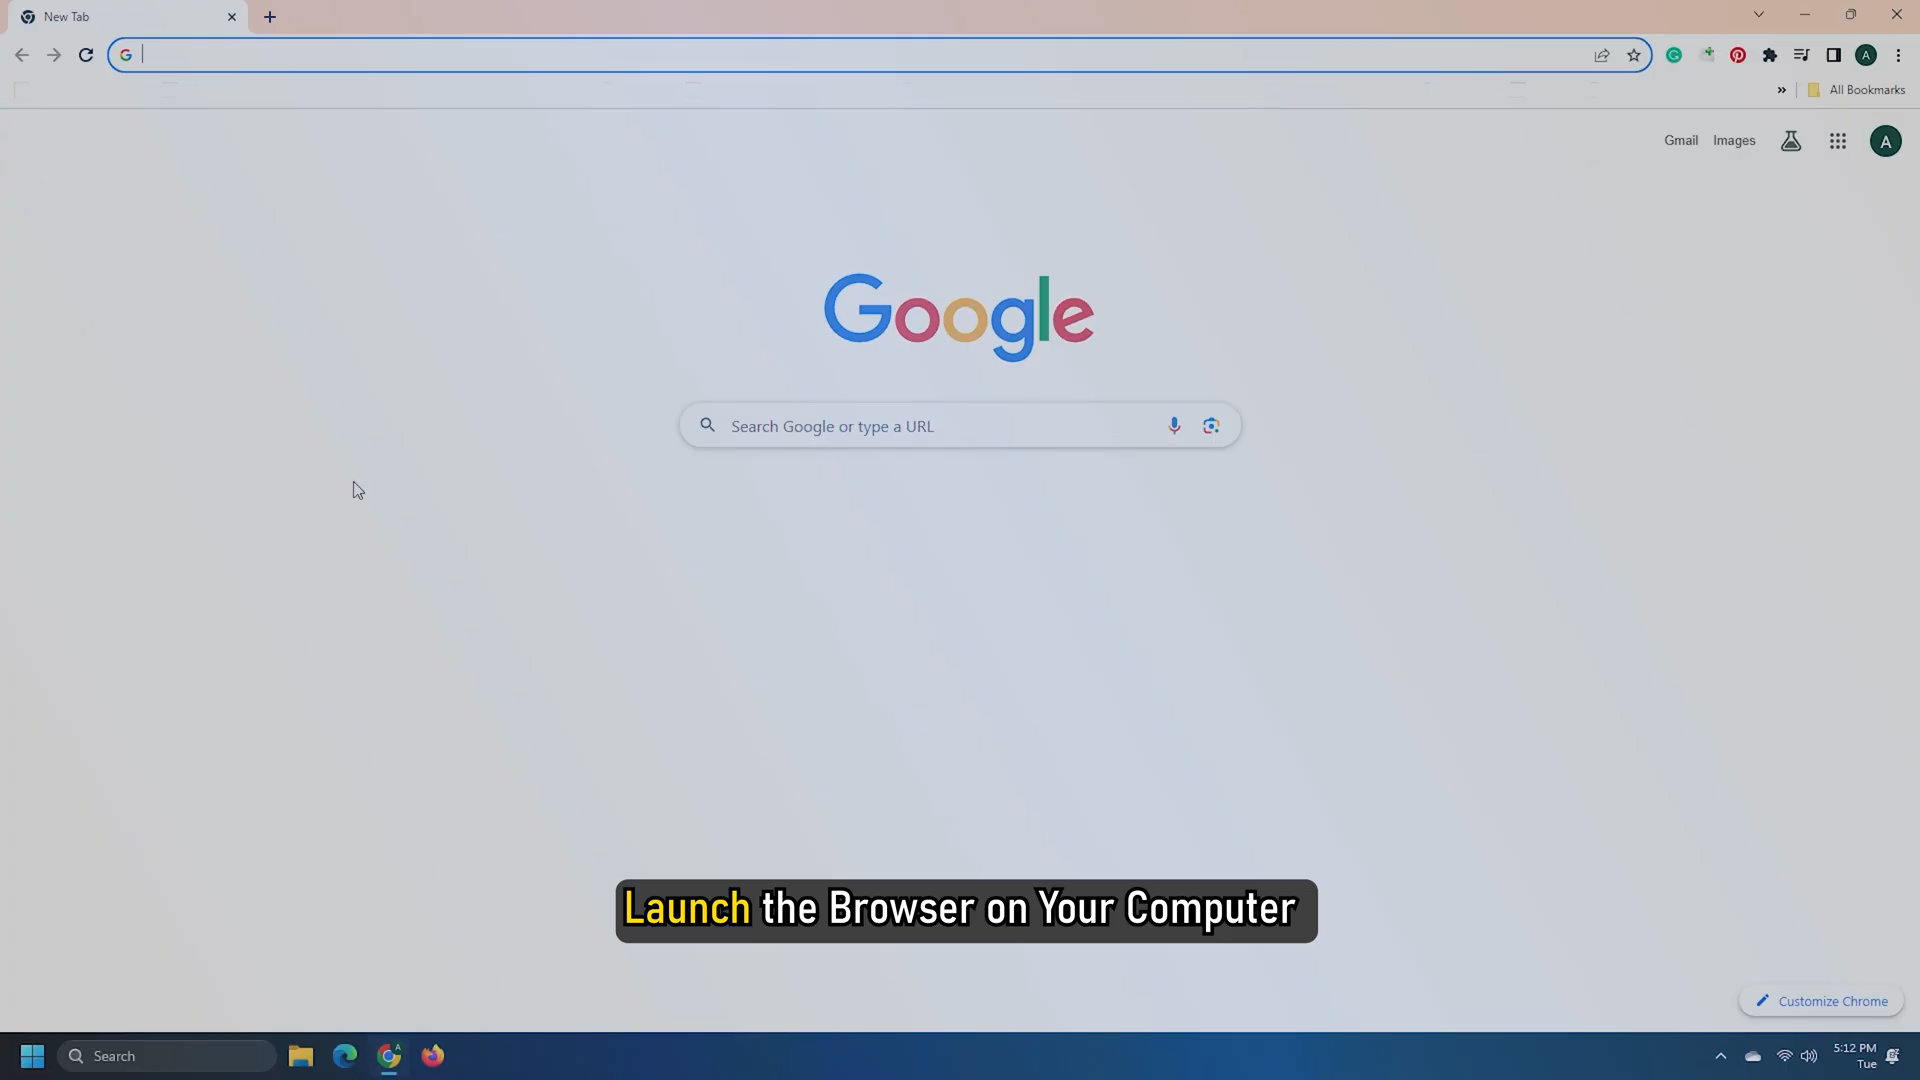 New Tab
All Bookmarks
Gmail Images A
Google
Search Google or type a URL
Launch the Browser on Your Computer
Customize Chrome
Search
5:12 PM
Tue